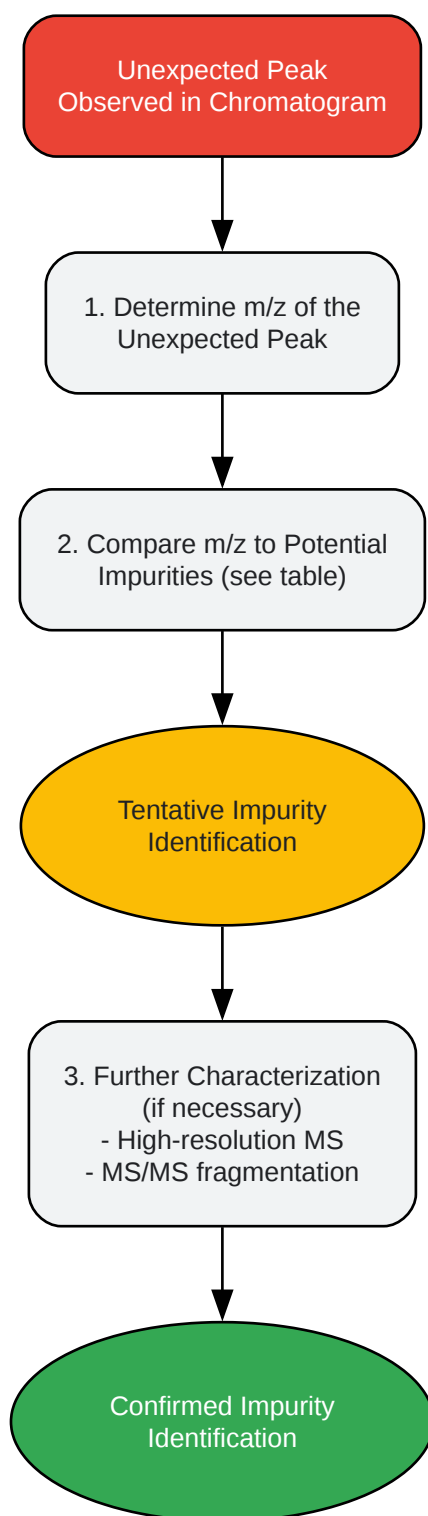 Unexpected Peak
Observed in Chromatogram
1. Determine m/z of the
Unexpected Peak
2. Compare m/z to Potential
Impurities (see table)
Tentative Impurity
Identification
3. Further Characterization
(if necessary)
- High-resolution MS
- MS/MS fragmentation
Confirmed Impurity
Identification